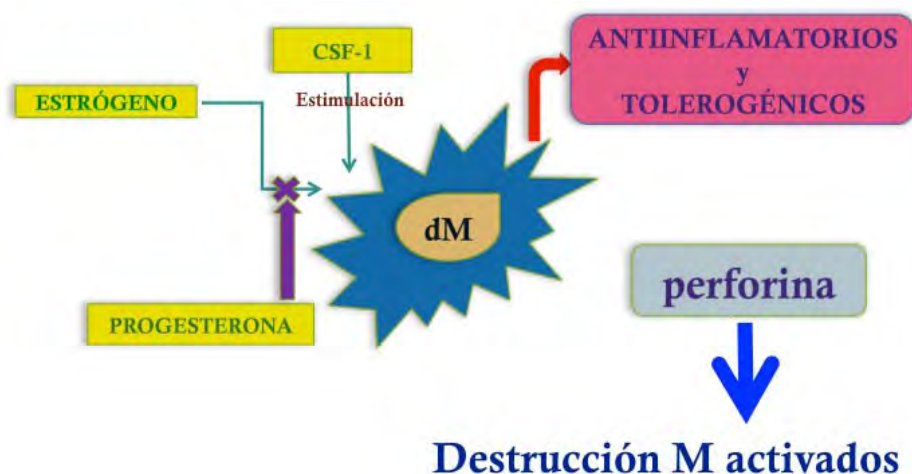 CSF-1
Estimulación
ESTRÓGENO
ANTIINFLAMATORIOS
y
TOLEROGÉNICOS
dM
PROGESTERONA
perforina
Destrucción M activados